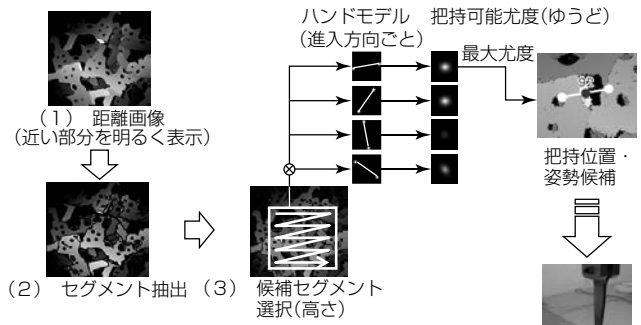 ハンドモデル 把持可能尤度(ゆうど)
(進入方向ごと)
最大尤度
(1) 距離画像
(近い部分を明るく表示)
把持位置・
姿勢候補
(2) セグメント抽出
(3) 候補セグメント
選択(高さ)